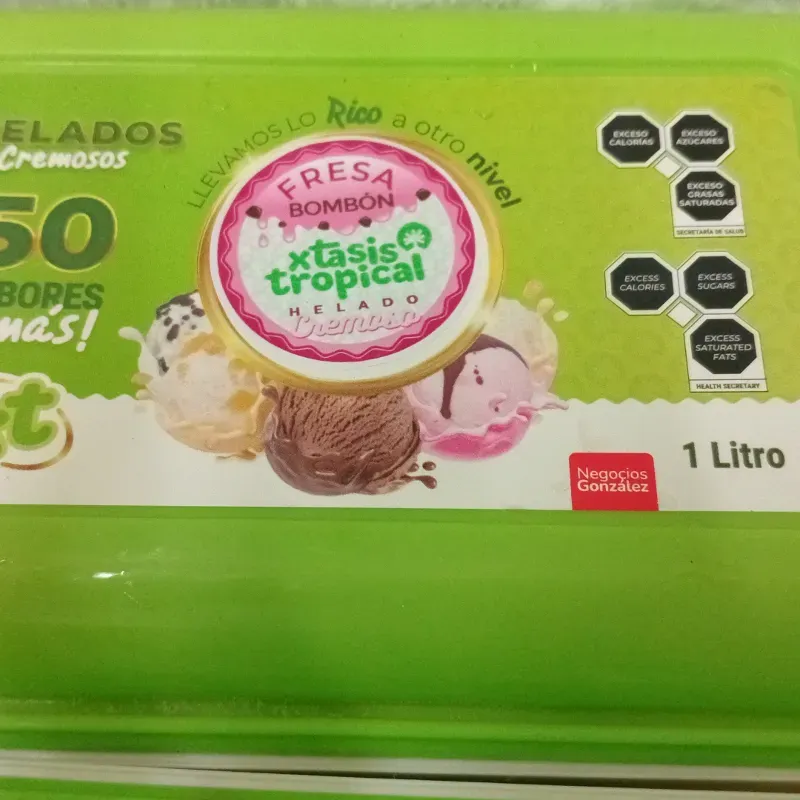 ELADOS
Cremosos
50
BORES
más!
LLEVAMOS LO Rico a otro nivel
FRESA
BOMBÓN
xtasis
tropical
HELADO
Cremoso
EXCESO
CALORÍAS
EXCESO
AZÚCARES
EXCESO
GRASAS
SATURADAS
SECRETARÍA DE SALUD
EXCESS
CALORIES
EXCESS
SUGARS
EXCESS
SATURATED
FATS
HEALTH SECRETARY
Negocios
González
1 Litro